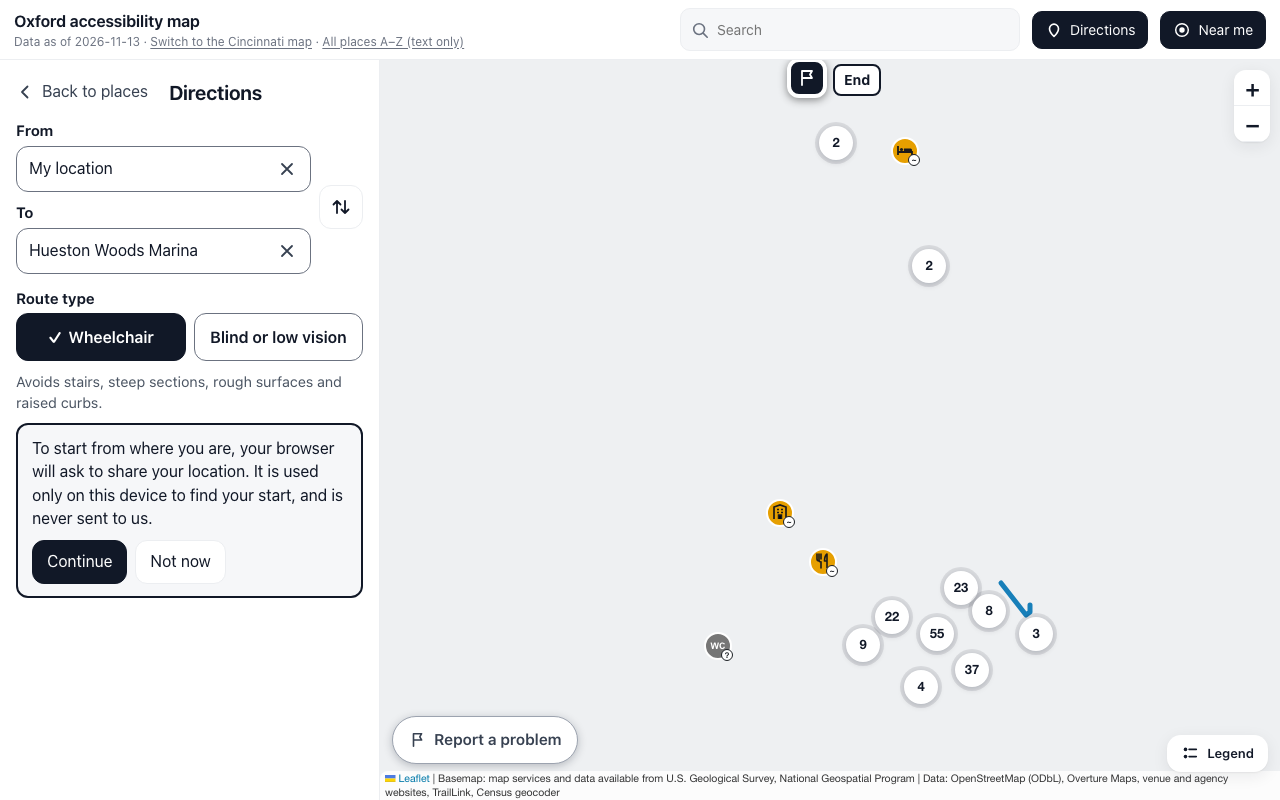 Oxford accessibility map
Data as of 2026-11-13 · Switch to the Cincinnati map · All places A–Z (text only)
Search
Directions
Near me
Back to places
Directions
From
My location
To
Hueston Woods Marina
Route type
Wheelchair
Blind or low vision
Avoids stairs, steep sections, rough surfaces and
raised curbs.
To start from where you are, your browser
will ask to share your location. It is used
only on this device to find your start, and is
never sent to us.
Continue
Not now
End
+
−
2
2
23
8
22
55
3
9
WC
?
37
4
Report a problem
Legend
Leaflet | Basemap: map services and data available from U.S. Geological Survey, National Geospatial Program | Data: OpenStreetMap (ODbL), Overture Maps, venue and agency
websites, TrailLink, Census geocoder